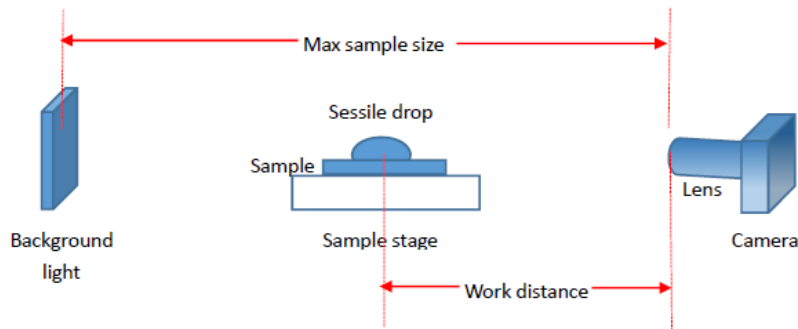 Max sample size
Sessile drop
Sample
Lens
Background
light
Sample stage
Camera
Work distance